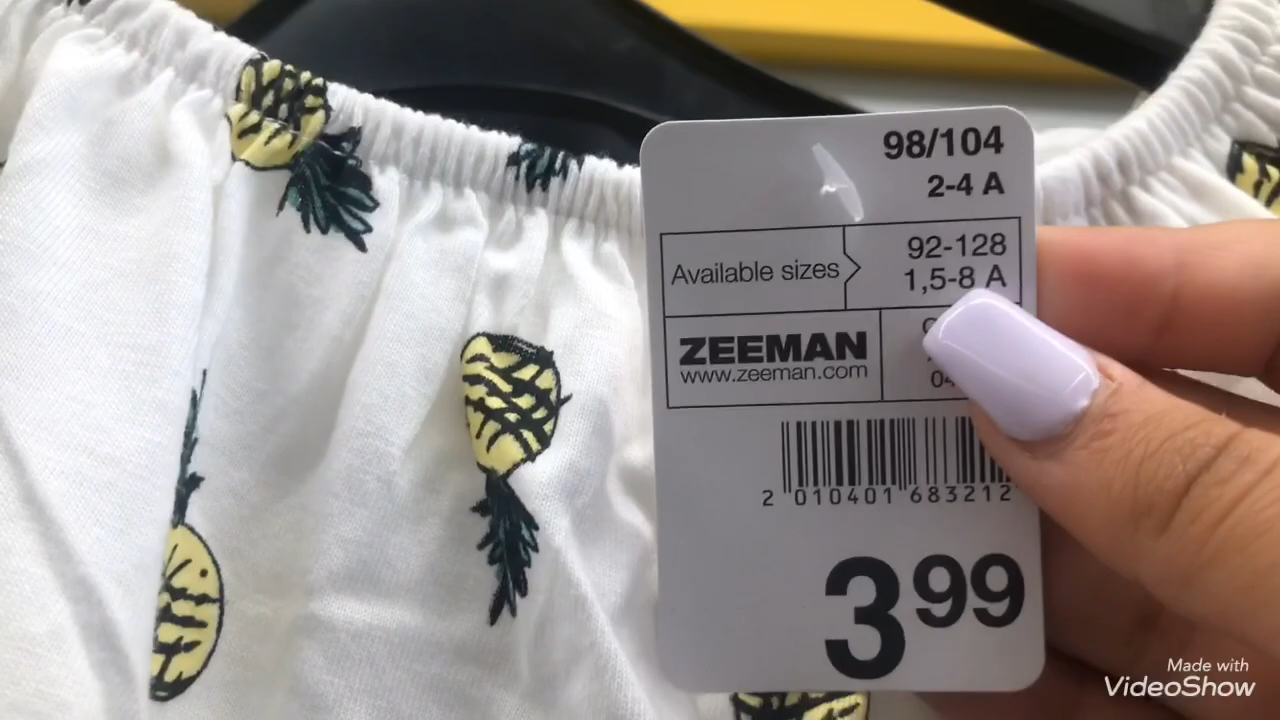 98/104
2-4 A
Available sizes
92-128
1,5-8 A
ZEEMAN
www.zeeman.com
04
2 010401 683212
3 99
Made with
VideoShow